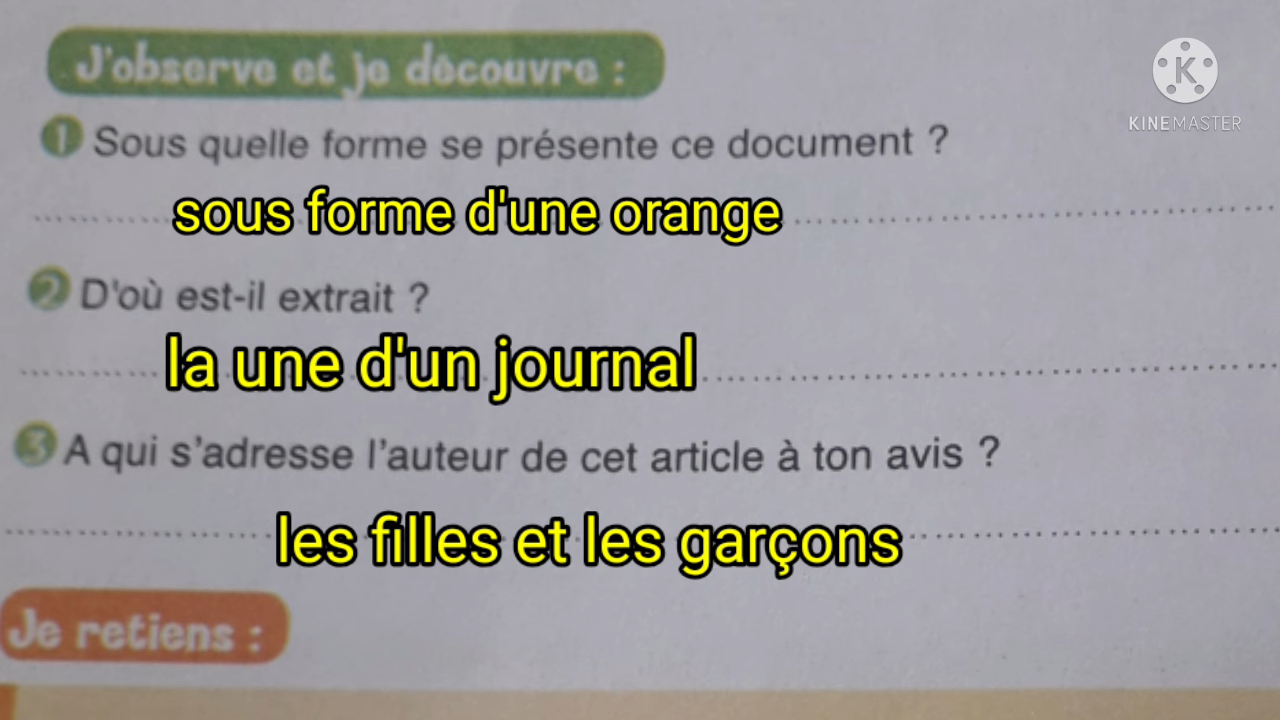 J'observe et je découvre :
K
KINEMASTER
1 Sous quelle forme se présente ce document ?
sous forme d'une orange
2 D'où est-il extrait ?
la une d'un journal
3 A qui s'adresse l'auteur de cet article à ton avis ?
les filles et les garçons
Je retiens :